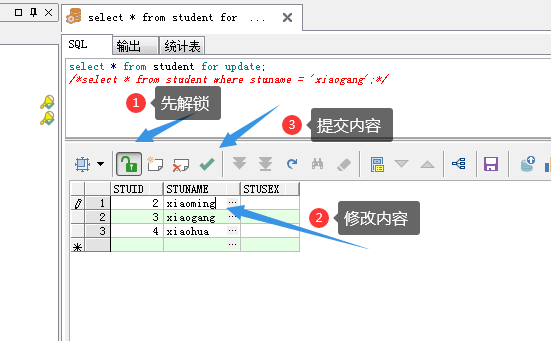 select * from student for ...
SQL 输出 统计表
select * from student for update;
/*select * from student where stuname = 'xiaogang';*/
1 先解锁
3 提交内容
STUID STUNAME STUSEX
1 2 xiaoming ...
2 3 xiaogang ...
3 4 xiaohua ...
* ...
2 修改内容